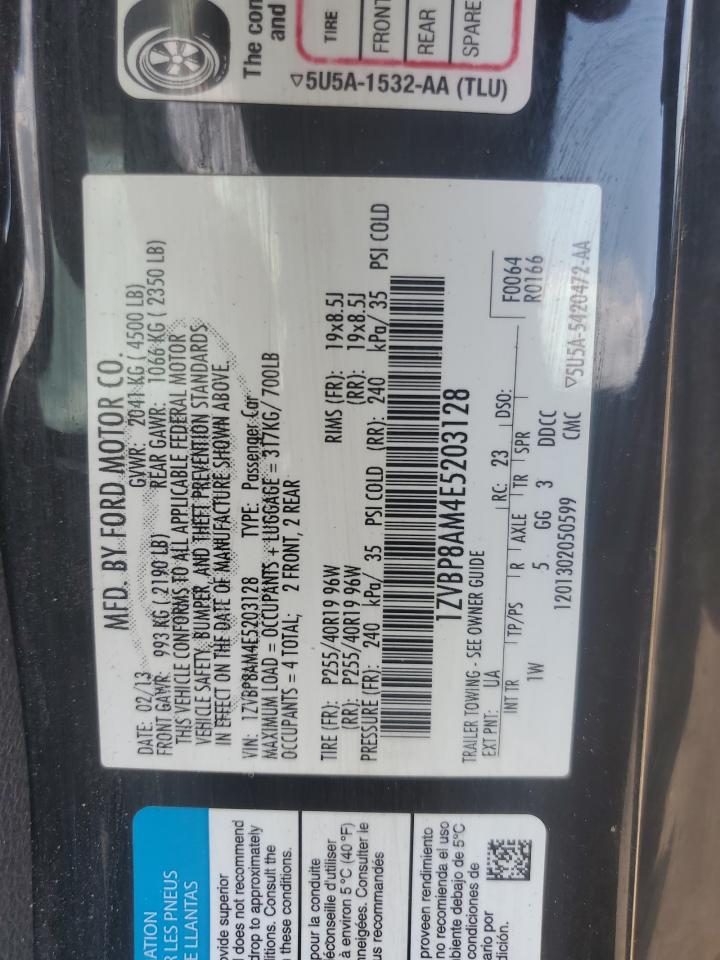 The con
and
TIRE
FRONT
REAR
SPARE
▽5U5A-1532-AA (TLU)
MFD. BY FORD MOTOR CO.
DATE: 02/13 GVWR: 2041 KG ( 4500 LB)
FRONT GAWR: 993 KG ( 2190 LB) REAR GAWR: 1066 KG ( 2350 LB)
THIS VEHICLE CONFORMS TO ALL APPLICABLE FEDERAL MOTOR
VEHICLE SAFETY, BUMPER, AND THEFT PREVENTION STANDARDS
IN EFFECT ON THE DATE OF MANUFACTURE SHOWN ABOVE.
VIN: 1ZVBP8AM4E5203128 TYPE: Passenger Car
MAXIMUM LOAD = OCCUPANTS + LUGGAGE = 317KG/ 700LB
OCCUPANTS = 4 TOTAL; 2 FRONT, 2 REAR
TIRE (FR): P255/40R19 96W RIMS (FR): 19x8.5J
(RR): P255/40R19 96W (RR): 19x8.5J
PRESSURE (FR): 240 kPa/ 35 PSI COLD (RR): 240 kPa/ 35 PSI COLD
1ZVBP8AM4E5203128
TRAILER TOWING - SEE OWNER GUIDE
EXT PNT: UA RC: 23 DSO: F0064
R0166
INT TR TP/PS R AXLE TR SPR
1W 5 GG 3 DDCC
1201302050599 CMC
▽5U5A-5420472-AA
ATION
R LES PNEUS
E LLANTAS
ovide superior
d does not recommend
drop to approximately
nditions. Consult the
these conditions.
pour la conduite
éconseille d'utiliser
à environ 5 °C (40 °F)
nneigées. Consulter le
us recommandés
proveen rendimiento
no recomienda el uso
mbiente debajo de 5°C
condiciones de
ario por
dición.